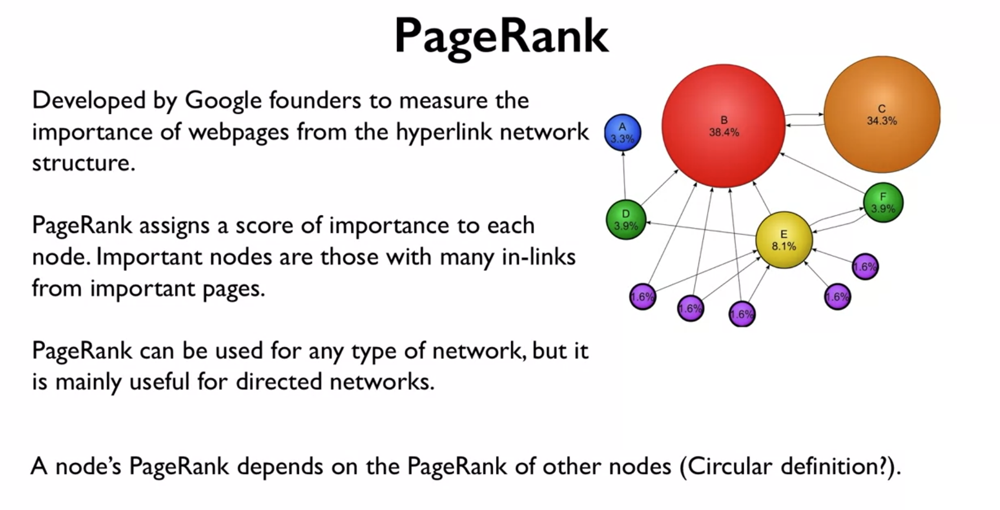 PageRank
Developed by Google founders to measure the
importance of webpages from the hyperlink network
structure.
PageRank assigns a score of importance to each
node. Important nodes are those with many in-links
from important pages.
PageRank can be used for any type of network, but it
is mainly useful for directed networks.
A node’s PageRank depends on the PageRank of other nodes (Circular definition?).
A
3.3%
B
38.4%
C
34.3%
D
3.9%
E
8.1%
F
3.9%
1.6%
1.6%
1.6%
1.6%
1.6%